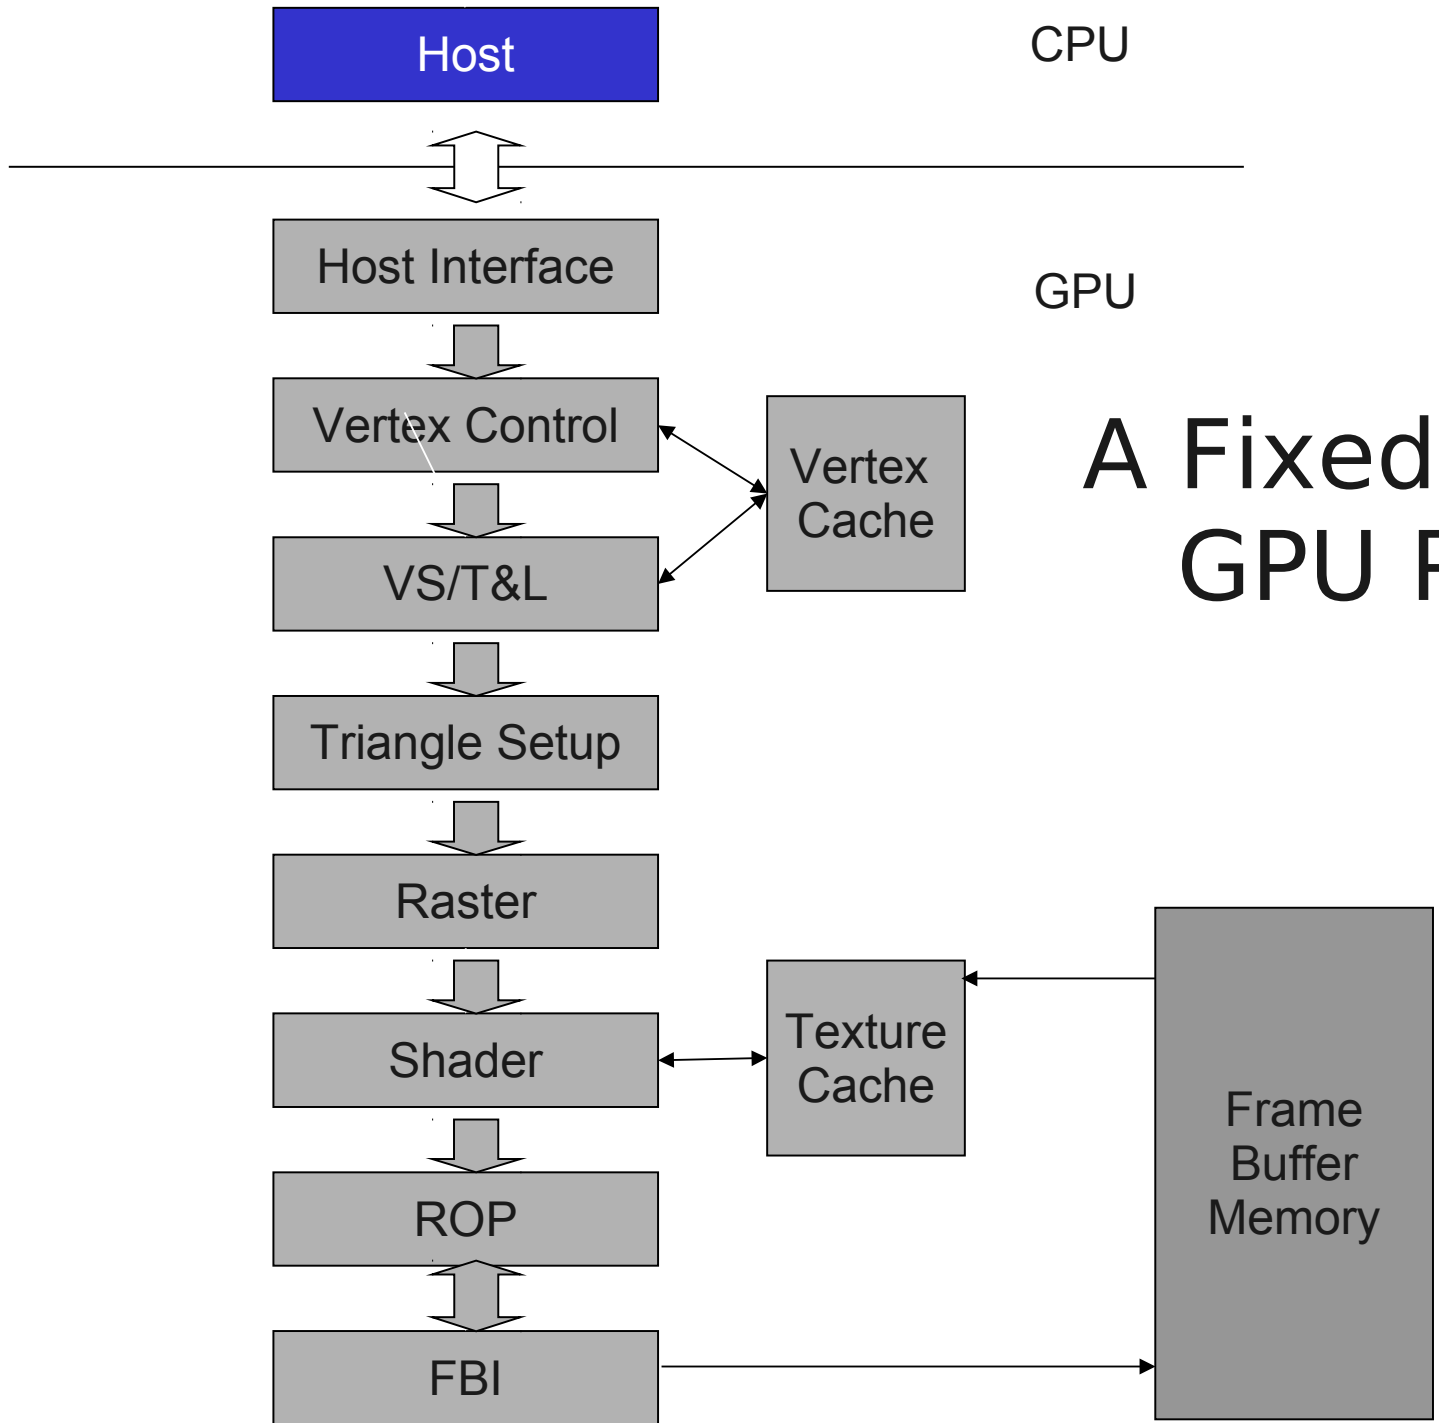 Host
CPU
Host Interface
GPU
Vertex Control
Vertex
Cache
A Fixed
GPU
VS/T&L
Triangle Setup
Raster
Shader
Texture
Cache
Frame
Buffer
Memory
ROP
FBI